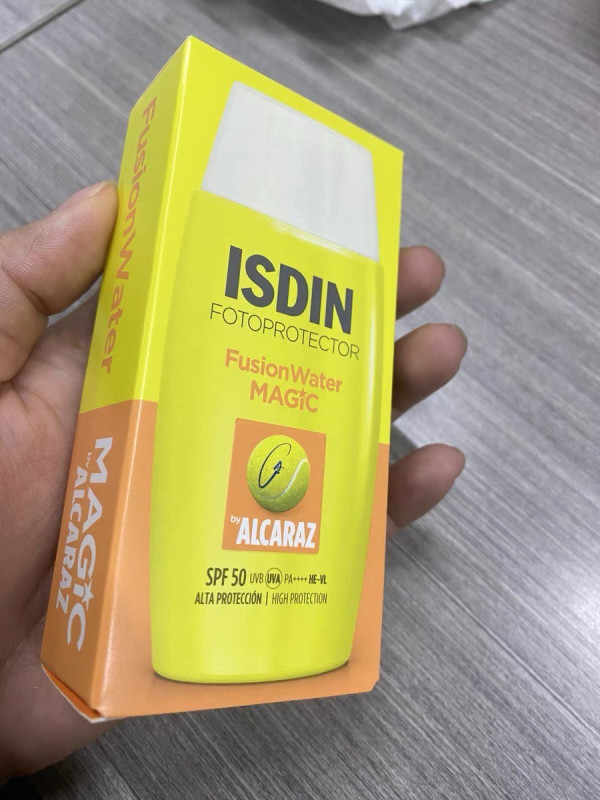 ISDIN
FOTOPROTECTOR
FusionWater
MAGIC
by ALCARAZ
SPF 50 UVB UVA PA++++ HE-VL
ALTA PROTECCIÓN | HIGH PROTECTION
FusionWater
MAGIC
BY ALCARAZ